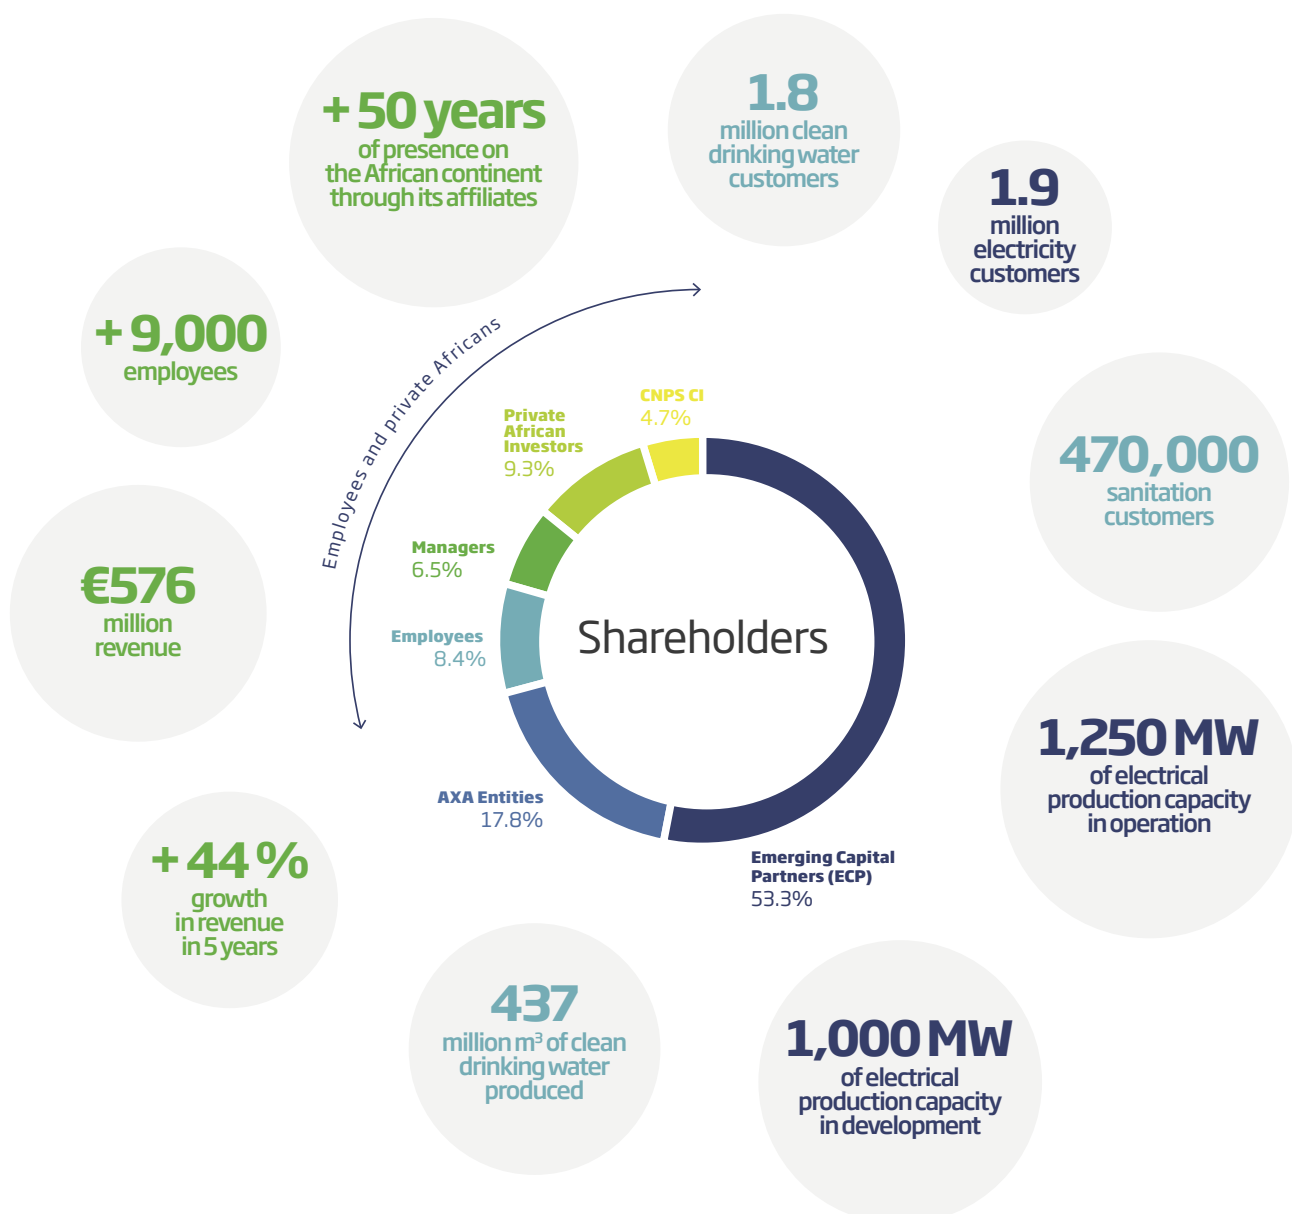 + 50 years
of presence on
the African continent
through its affiliates
1.8
million clean
drinking water
customers
1.9
million
electricity
customers
+ 9,000
employees
Employees and private Africans
CNPS CI
4.7%
Private
African
Investors
9.3%
470,000
sanitation
customers
Managers
6.5%
€576
million
revenue
Employees
8.4%
Shareholders
1,250 MW
of electrical
production capacity
in operation
AXA Entities
17.8%
Emerging Capital
Partners (ECP)
53.3%
+ 44 %
growth
in revenue
in 5 years
437
million m³ of clean
drinking water
produced
1,000 MW
of electrical
production capacity
in development